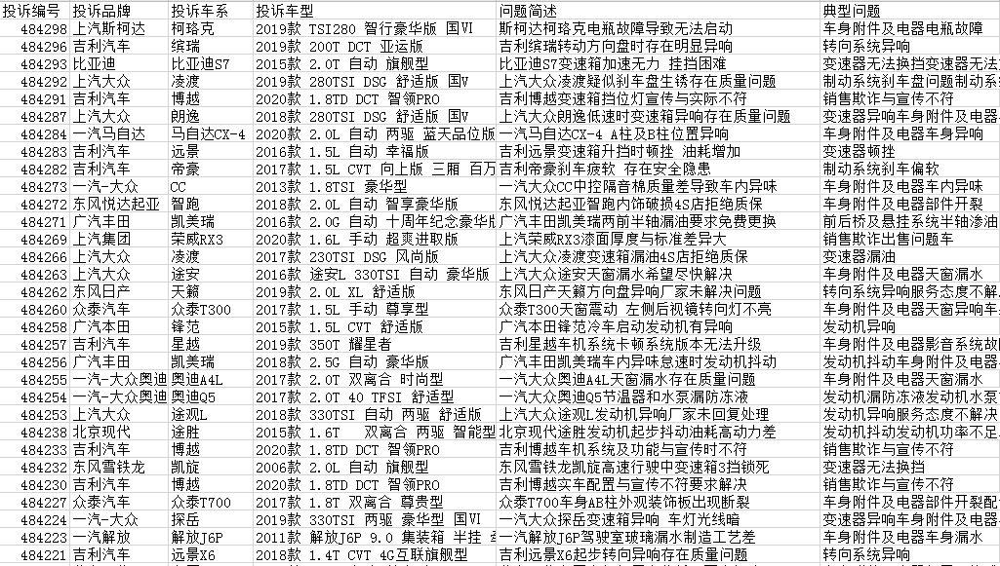 投诉编号 投诉品牌 投诉车系 投诉车型 问题简述 典型问题
484298 上汽斯柯达 柯珞克 2019款 TSI280 智行豪华版 国Ⅵ 斯柯达柯珞克电瓶故障导致无法启动 车身附件及电器电瓶故障
484296 吉利汽车 缤瑞 2019款 200T DCT 亚运版 吉利缤瑞转动方向盘时存在明显异响 转向系统异响
484293 比亚迪 比亚迪S7 2015款 2.0T 自动 旗舰型 比亚迪S7变速箱加速无力 挂挡困难 变速器无法换挡变速器无法
484292 上汽大众 凌渡 2019款 280TSI DSG 舒适版 国Ⅴ 上汽大众凌渡疑似刹车盘生锈存在质量问题 制动系统刹车盘问题制动系
484291 吉利汽车 博越 2020款 1.8TD DCT 智领PRO 吉利博越变速箱挡位灯宣传与实际不符 销售欺诈与宣传不符
484287 上汽大众 朗逸 2018款 280TSI DSG 舒适版 国Ⅴ 上汽大众朗逸低速时变速箱异响存在质量问题 变速器异响车身附件及电器
484284 一汽马自达 马自达CX-4 2020款 2.0L 自动 两驱 蓝天品位版 一汽马自达CX-4 A柱及B柱位置异响 车身附件及电器车身异响
484283 吉利汽车 远景 2016款 1.5L 自动 幸福版 吉利远景变速箱升挡时顿挫 油耗增加 变速器顿挫
484282 吉利汽车 帝豪 2017款 1.5L CVT 向上版 三厢 百万 吉利帝豪刹车疲软 存在安全隐患 制动系统刹车偏软
484273 一汽-大众 CC 2013款 1.8TSI 豪华型 一汽大众CC中控隔音棉质量差导致车内异味 车身附件及电器车内异味
484272 东风悦达起亚 智跑 2018款 2.0L 自动 智享豪华版 东风悦达起亚智跑内饰破损4S店拒绝质保 车身附件及电器部件开裂
484271 广汽丰田 凯美瑞 2016款 2.0G 自动 十周年纪念豪华版 广汽丰田凯美瑞两前半轴漏油要求免费更换 前后桥及悬挂系统半轴渗油
484269 上汽集团 荣威RX3 2020款 1.6L 手动 超爽进取版 上汽荣威RX3漆面厚度与标准差异大 销售欺诈出售问题车
484266 上汽大众 凌渡 2017款 230TSI DSG 风尚版 上汽大众凌渡变速箱漏油4S店拒绝质保 变速器漏油
484263 上汽大众 途安 2016款 途安L 330TSI 自动 豪华版 上汽大众途安天窗漏水希望尽快解决 车身附件及电器天窗漏水
484262 东风日产 天籁 2019款 2.0L XL 舒适版 东风日产天籁方向盘异响厂家未解决问题 转向系统异响服务态度不解
484260 众泰汽车 众泰T300 2017款 1.5L 手动 尊享型 众泰T300天窗震动 左侧后视镜转向灯不亮 车身附件及电器天窗异响车
484258 广汽本田 锋范 2015款 1.5L CVT 舒适版 广汽本田锋范冷车启动发动机有异响 发动机异响
484257 吉利汽车 星越 2019款 350T 耀星者 吉利星越车机系统卡顿系统版本无法升级 车身附件及电器影音系统故
484256 广汽丰田 凯美瑞 2018款 2.5G 自动 豪华版 广汽丰田凯美瑞车内异味怠速时发动机抖动 发动机抖动车身附件及电器
484255 一汽-大众奥迪 奥迪A4L 2017款 2.0T 双离合 时尚型 一汽大众奥迪A4L天窗漏水存在质量问题 车身附件及电器天窗漏水
484254 一汽-大众奥迪 奥迪Q5 2017款 2.0T 40 TFSI 舒适型 一汽大众奥迪Q5节温器和水泵漏防冻液 发动机漏防冻液发动机水泵
484253 上汽大众 途观L 2018款 330TSI 自动 两驱 舒适版 上汽大众途观L发动机异响厂家未回复处理 发动机异响服务态度不解决
484238 北京现代 途胜 2015款 1.6T 双离合 两驱 智能型 北京现代途胜发动机起步抖动油耗高动力差 发动机抖动发动机功率不足
484233 吉利汽车 博越 2020款 1.8TD DCT 智领PRO 吉利博越车机系统及功能与宣传时不符 销售欺诈与宣传不符
484232 东风雪铁龙 凯旋 2006款 2.0L 自动 旗舰型 东风雪铁龙凯旋高速行驶中变速箱3挡锁死 变速器无法换挡
484230 吉利汽车 博越 2020款 1.8TD DCT 智领PRO 吉利博越实车配置与宣传不符要求解决 销售欺诈与宣传不符
484227 众泰汽车 众泰T700 2017款 1.8T 双离合 尊贵型 众泰T700车身AB柱外观装饰板出现断裂 车身附件及电器部件开裂配
484224 一汽-大众 探岳 2019款 330TSI 两驱 豪华型 国Ⅵ 一汽大众探岳变速箱异响 车灯光线暗 变速器异响车身附件及电器
484223 一汽解放 解放J6P 2011款 解放J6P 9.0 集装箱 半挂 一汽解放J6P驾驶室玻璃漏水制造工艺差 车身附件及电器车身漏水
484221 吉利汽车 远景X6 2018款 1.4T CVT 4G互联旗舰型 吉利远景X6起步转向异响存在质量问题 转向系统异响